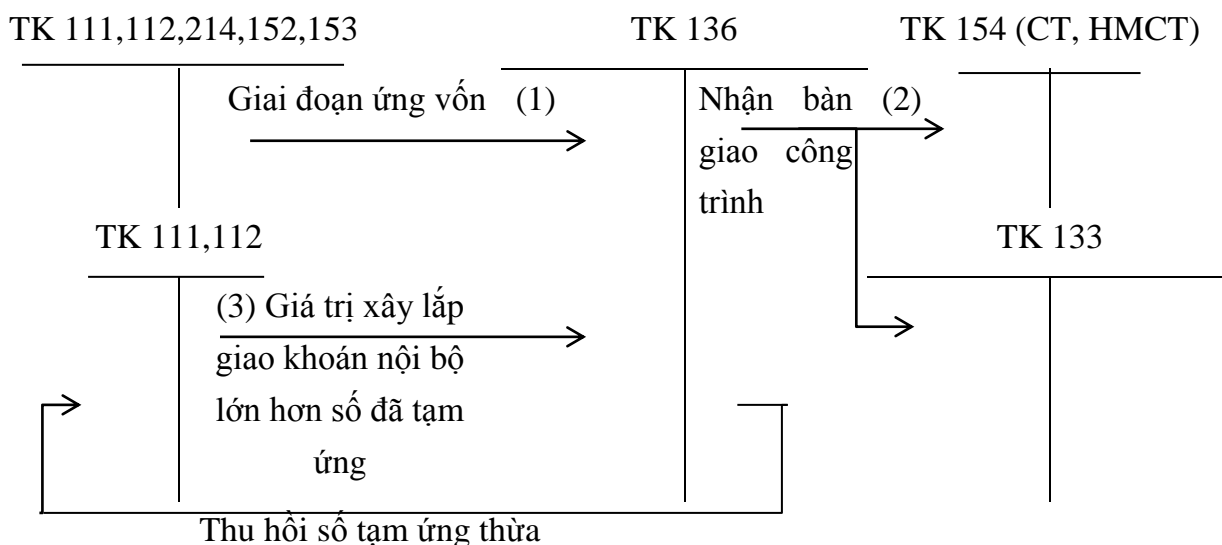 TK 111,112,214,152,153 TK 136 TK 154 (CT, HMCT)
Giai đoạn ứng vốn (1)
Nhận bàn (2)
giao công
trình
TK 111,112
TK 133
(3) Giá trị xây lắp
giao khoán nội bộ
lớn hơn số đã tạm
ứng
Thu hồi số tạm ứng thừa